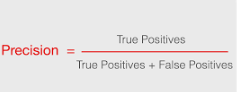 True Positives
Precision =
True Positives + False Positives